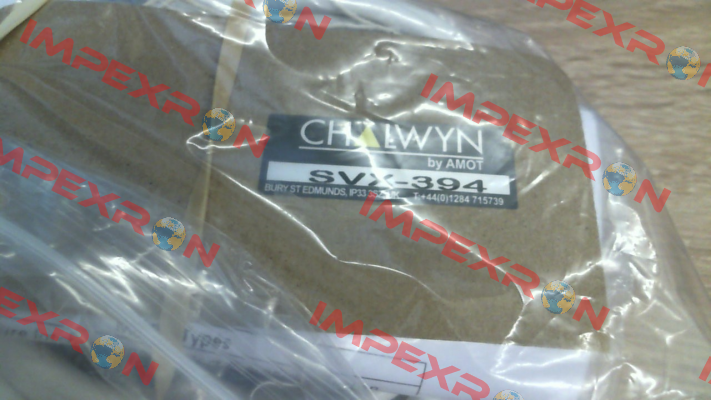 CHALWYN
by AMOT
SVX-394
BURY ST EDMUNDS, IP33 T:+44(0)1284 715739
Types
IMPEXRON
IMPEXRON
IMPEXRON
IMPEXRON
IMPEXRON
IMPEXRON
IMPEXRON
IMPEXRON